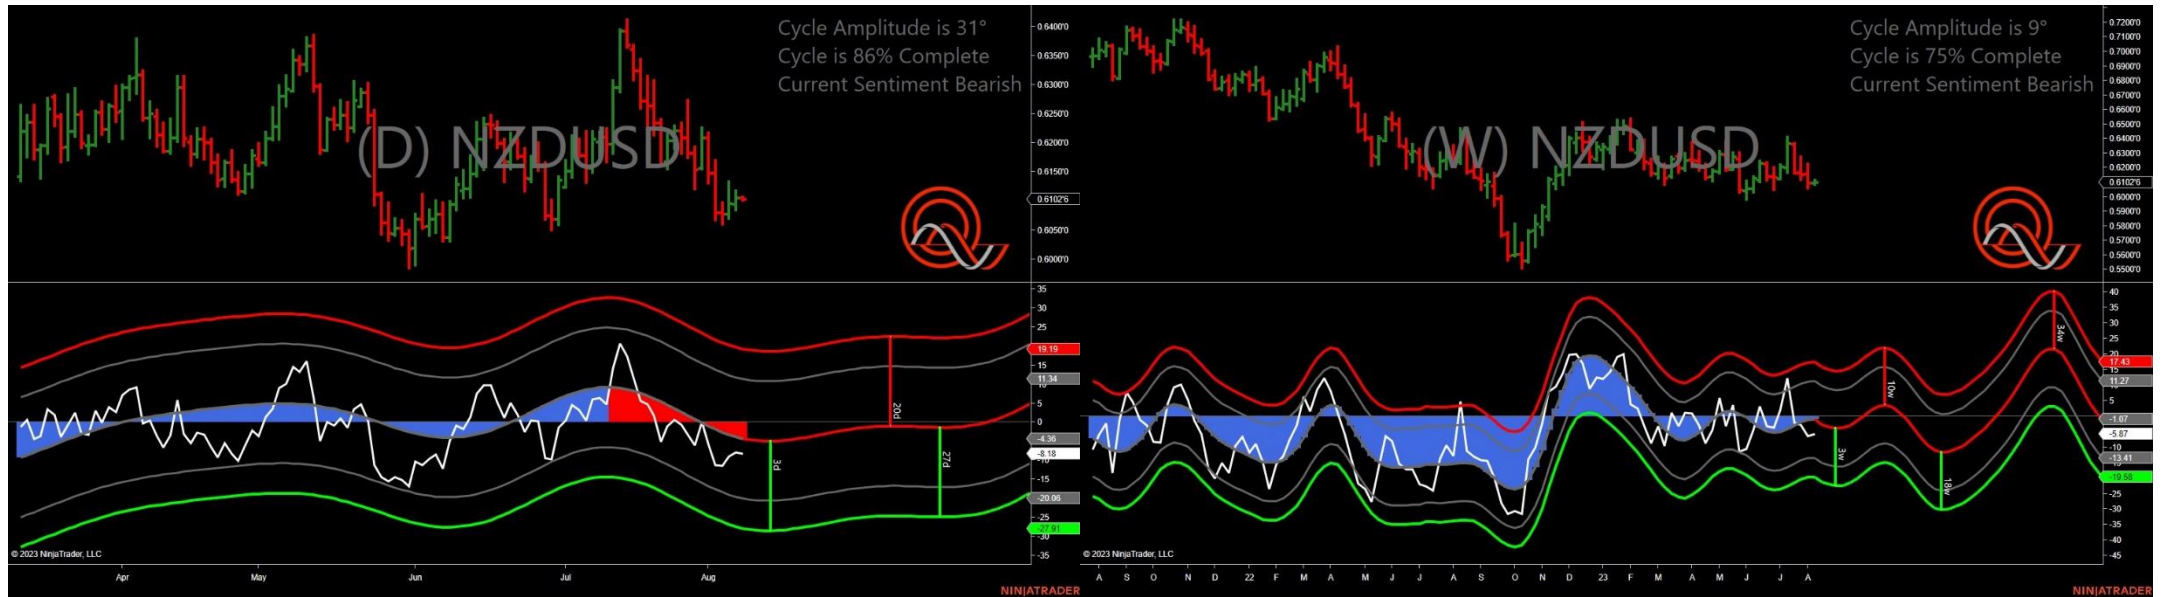 Cycle Amplitude is 31°
Cycle is 86% Complete
Current Sentiment Bearish
(D) NZDUSD
0.6400'0
0.6350'0
0.6300'0
0.6250'0
0.6200'0
0.6150'0
0.6102'6
0.6050'0
0.6000'0
35
30
25
19.19
15
11.34
5
0
-4.36
-8.18
-20.06
-25
-27.91
-30
-35
3d
20d
27d
© 2023 NinjaTrader, LLC
Apr
May
Jun
Jul
Aug
NINJATRADER
Cycle Amplitude is 9°
Cycle is 75% Complete
Current Sentiment Bearish
(W) NZDUSD
0.7200'0
0.7100'0
0.7000'0
0.6900'0
0.6800'0
0.6700'0
0.6600'0
0.6500'0
0.6400'0
0.6300'0
0.6200'0
0.6102'6
0.6000'0
0.5900'0
0.5800'0
0.5700'0
0.5600'0
0.5500'0
40
35
30
25
17.43
11.27
5
-1.07
-5.87
-10
-13.41
-19.58
-25
-30
-35
-40
-45
3w
10w
18w
34w
© 2023 NinjaTrader, LLC
A S O N D 22 F M A M J J A S O N D 23 F M A M J J A
NINJATRADER